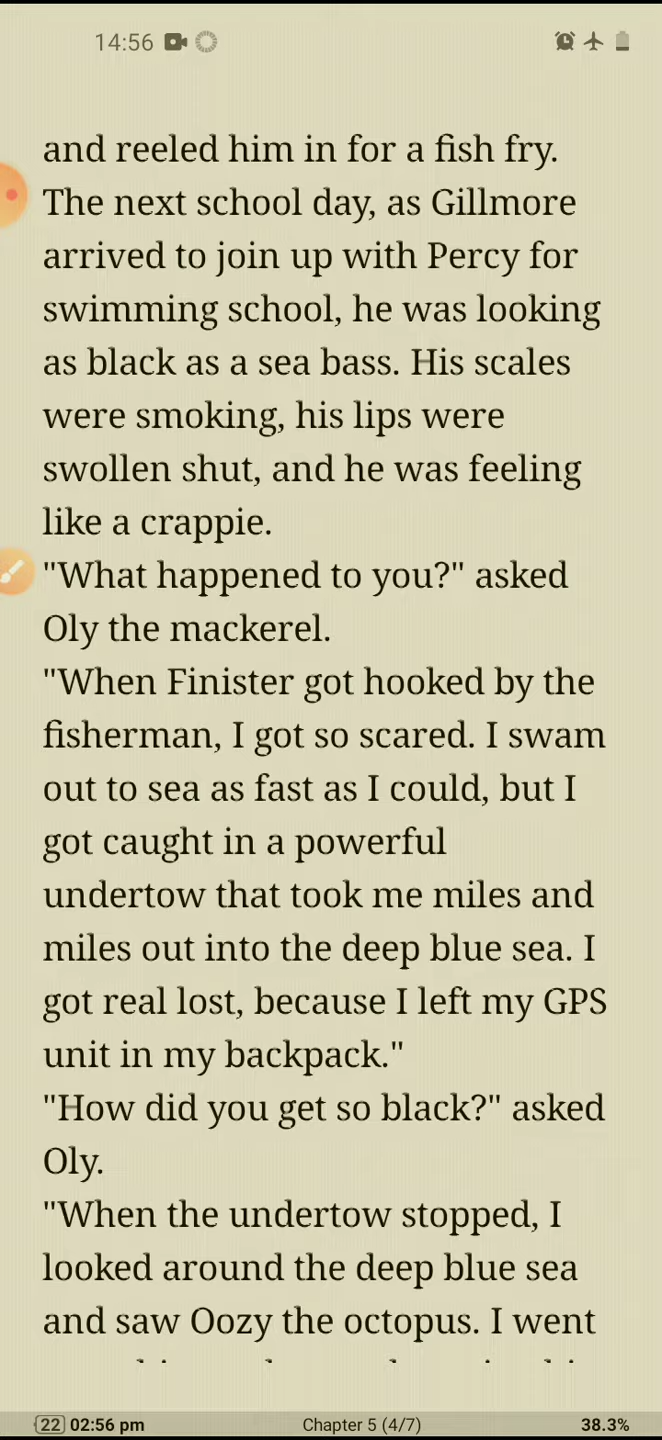 14:56
and reeled him in for a fish fry.
The next school day, as Gillmore
arrived to join up with Percy for
swimming school, he was looking
as black as a sea bass. His scales
were smoking, his lips were
swollen shut, and he was feeling
like a crappie.
"What happened to you?" asked
Oly the mackerel.
"When Finister got hooked by the
fisherman, I got so scared. I swam
out to sea as fast as I could, but I
got caught in a powerful
undertow that took me miles and
miles out into the deep blue sea. I
got real lost, because I left my GPS
unit in my backpack."
"How did you get so black?" asked
Oly.
"When the undertow stopped, I
looked around the deep blue sea
and saw Oozy the octopus. I went
22 02:56 pm Chapter 5 (4/7) 38.3%